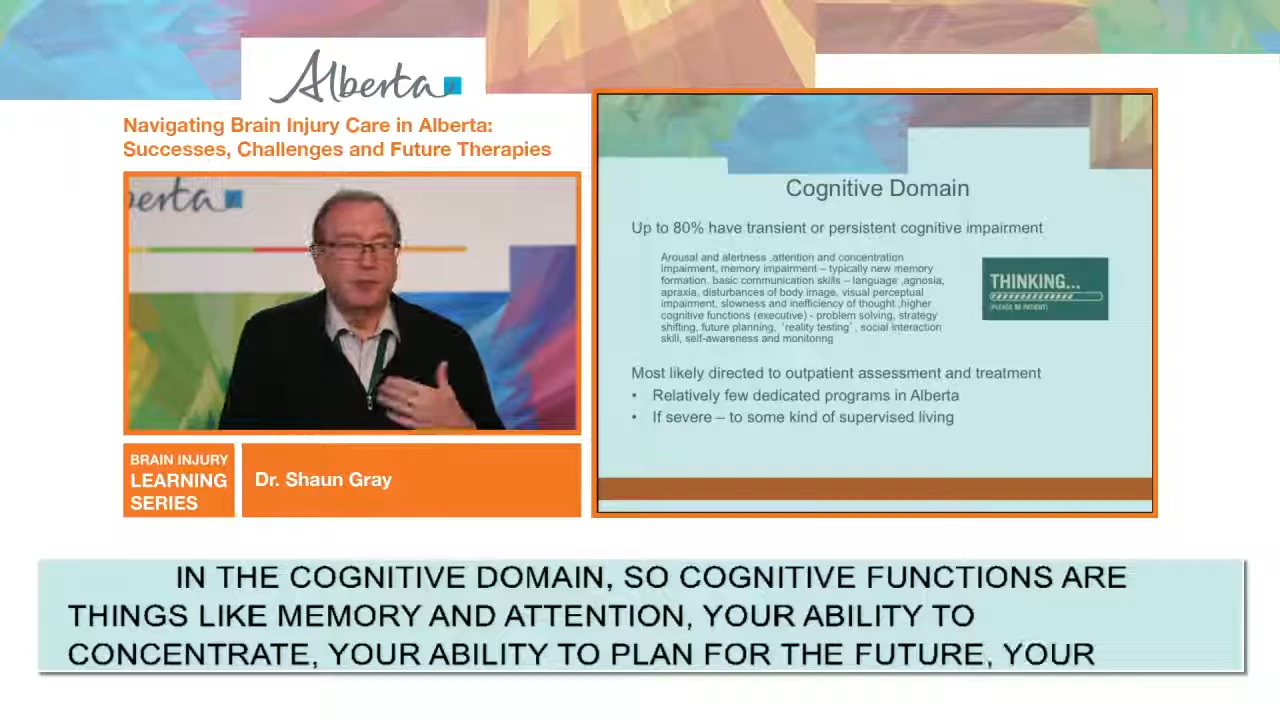 Alberta
Navigating Brain Injury Care in Alberta:
Successes, Challenges and Future Therapies
berta
BRAIN INJURY
LEARNING
SERIES
Dr. Shaun Gray
Cognitive Domain
Up to 80% have transient or persistent cognitive impairment
Arousal and alertness ,attention and concentration
impairment, memory impairment – typically new memory
formation, basic communication skills – language ,agnosia,
apraxia, disturbances of body image, visual perceptual
impairment, slowness and inefficiency of thought ,higher
cognitive functions (executive) - problem solving, strategy
shifting, future planning, 'reality testing' , social interaction
skill, self-awareness and monitonng
THINKING...
(PLEASE BE PATIENT)
Most likely directed to outpatient assessment and treatment
• Relatively few dedicated programs in Alberta
• If severe – to some kind of supervised living
IN THE COGNITIVE DOMAIN, SO COGNITIVE FUNCTIONS ARE
THINGS LIKE MEMORY AND ATTENTION, YOUR ABILITY TO
CONCENTRATE, YOUR ABILITY TO PLAN FOR THE FUTURE, YOUR